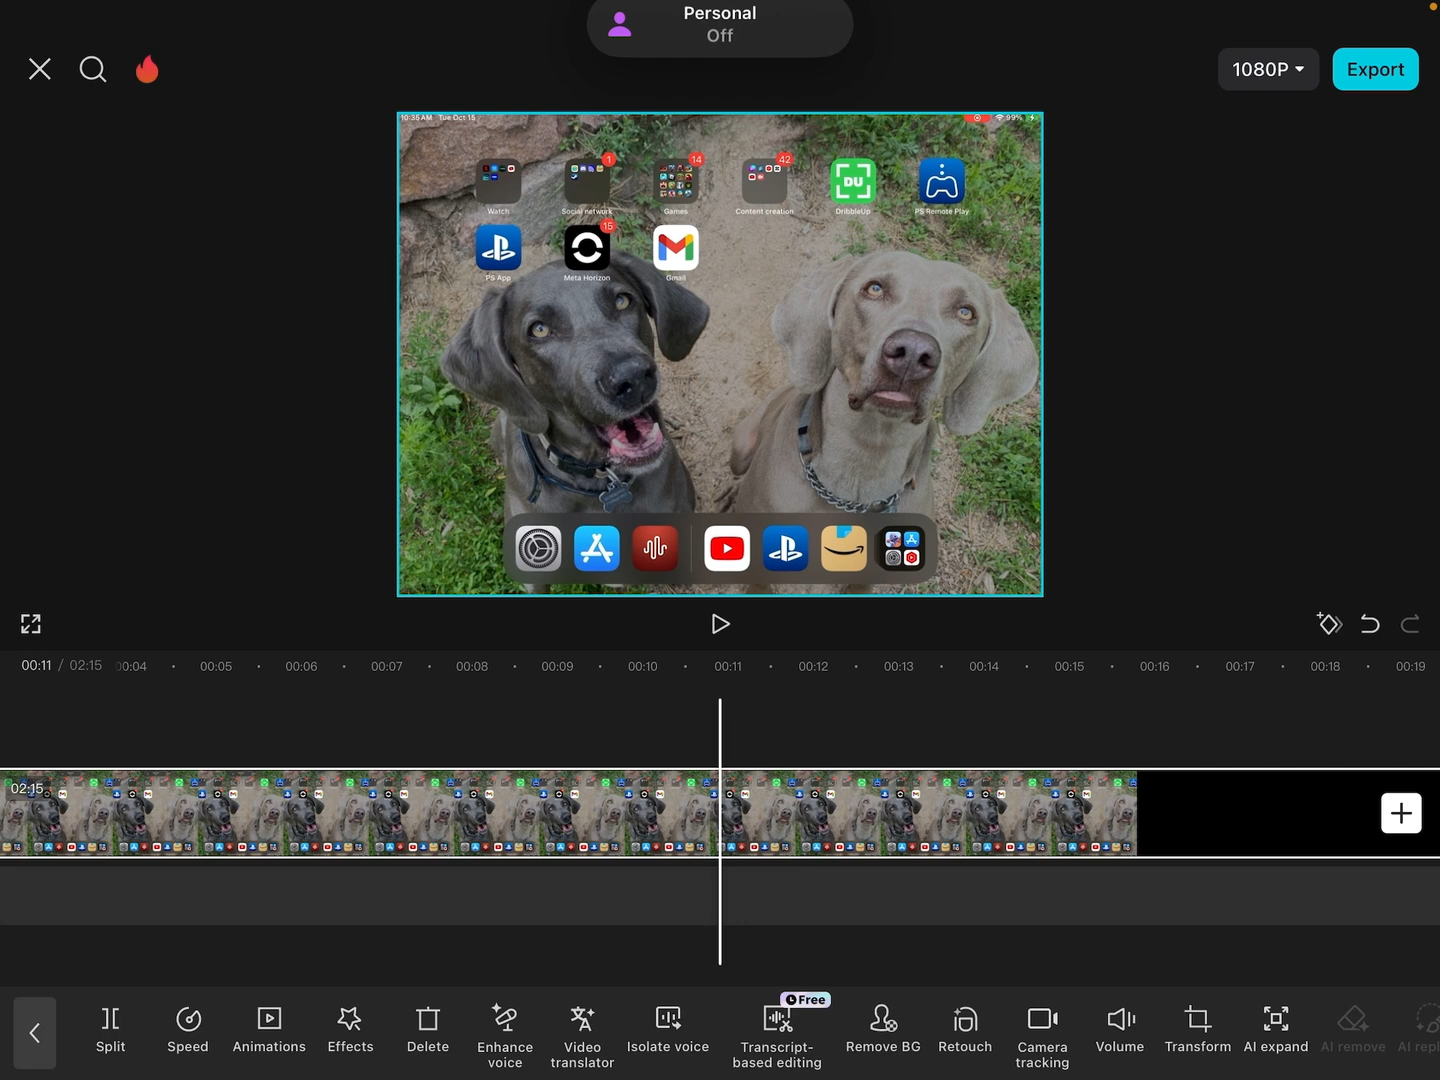 Personal
Off
1080P
Export
10:35AM Tue Oct 15
99%
1
14
42
DU
Watch
Social network
Games
Content creation
DribbleUp
PS Remote Play
15
PS App
Meta Horizon
Gmail
00:11 / 02:15
00:04
00:05
00:06
00:07
00:08
00:09
00:10
00:11
00:12
00:13
00:14
00:15
00:16
00:17
00:18
00:19
02:15
Free
Split
Speed
Animations
Effects
Delete
Enhance
voice
Video
translator
Isolate voice
Transcript-
based editing
Remove BG
Retouch
Camera
tracking
Volume
Transform
AI expand
AI remove
AI repl